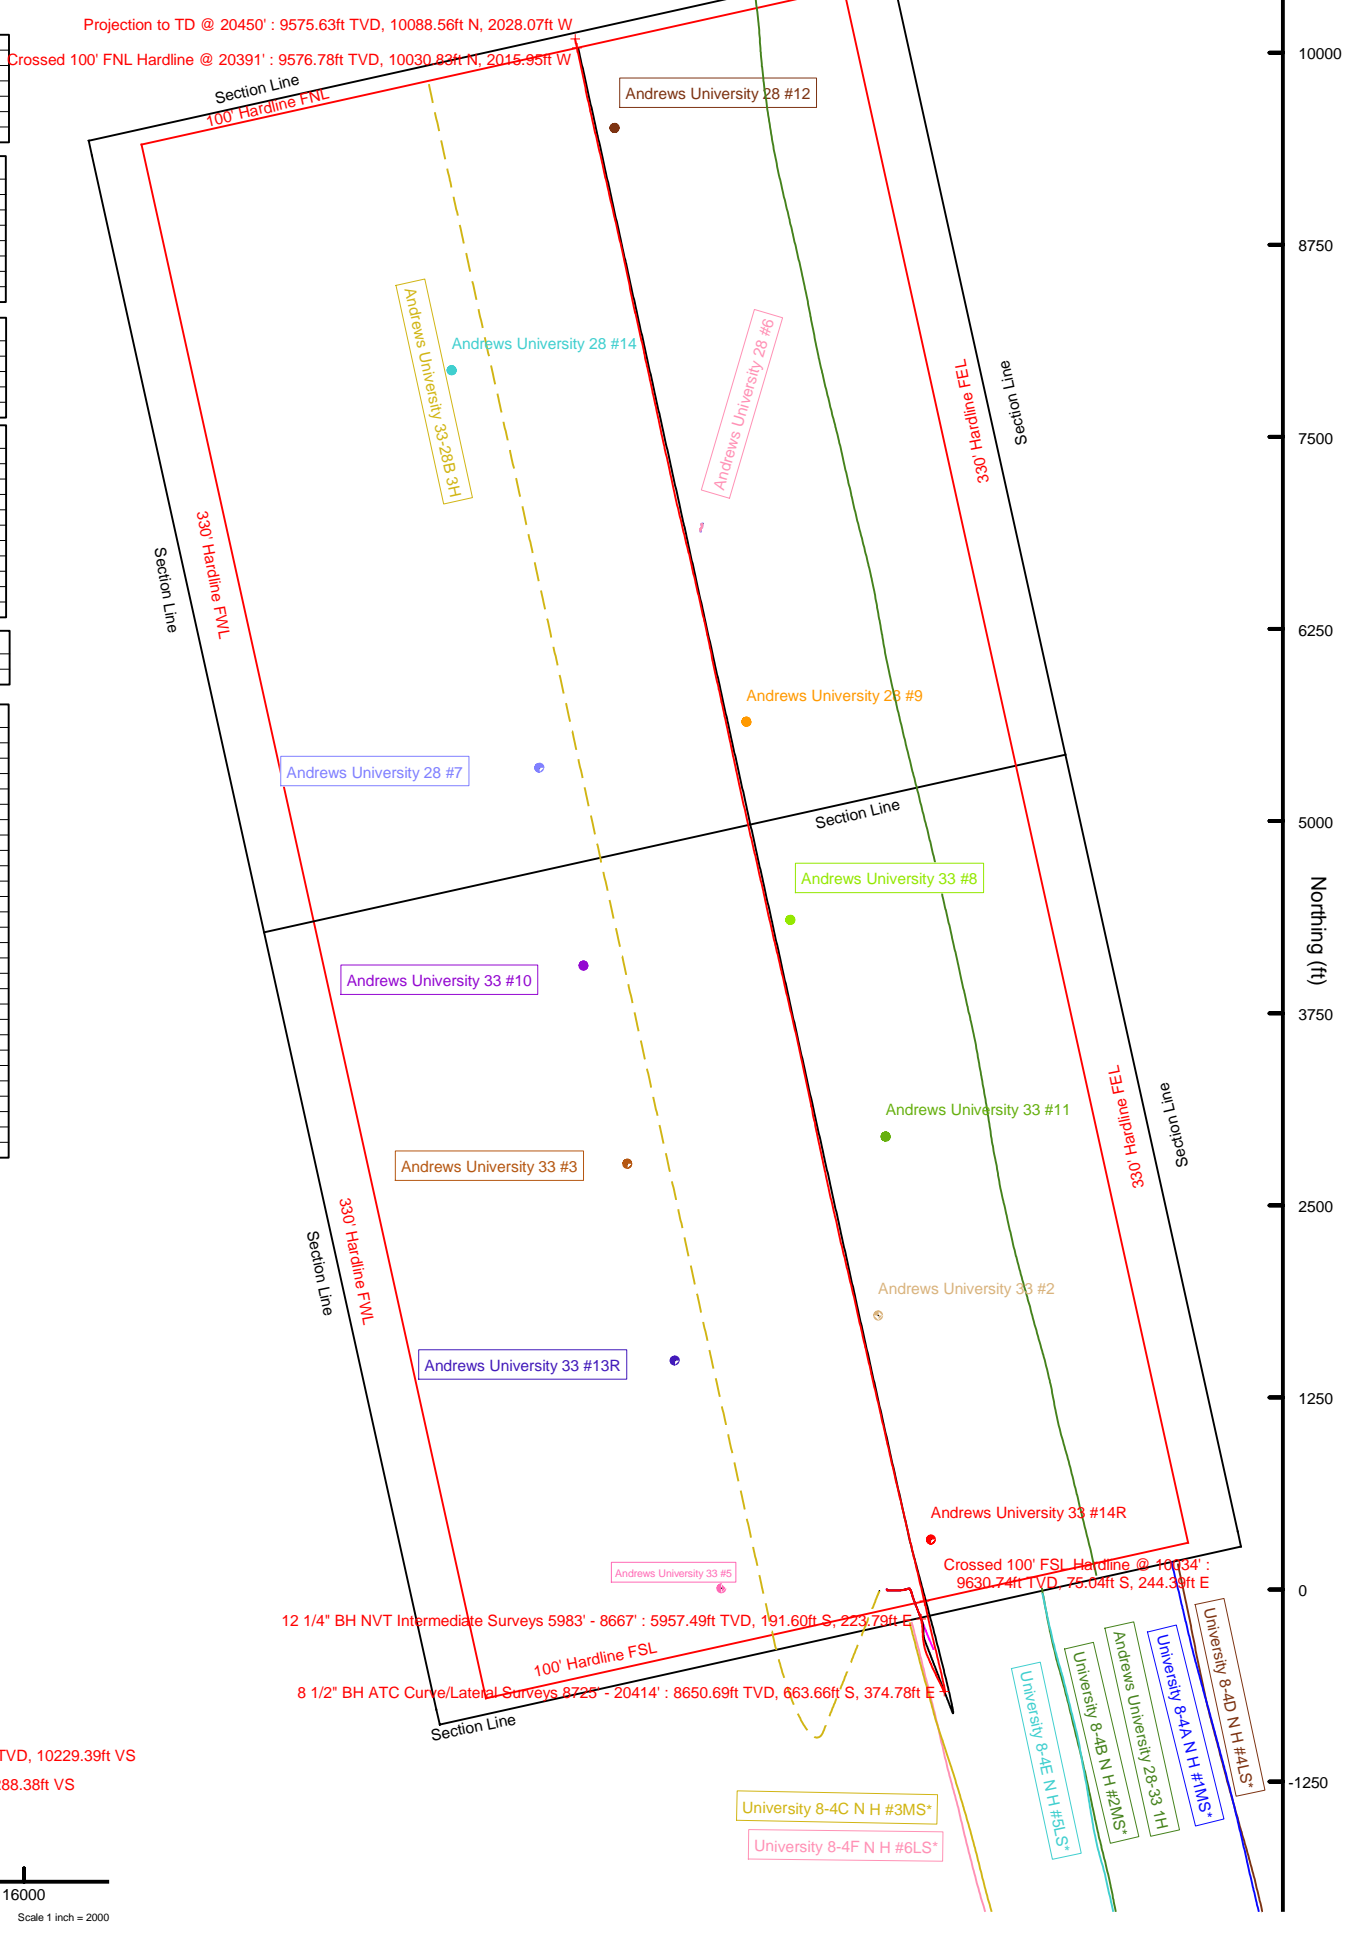 Projection to TD @ 20450' : 9575.63ft TVD, 10088.56ft N, 2028.07ft W
Crossed 100' FNL Hardline @ 20391' : 9576.78ft TVD, 10030.83ft N, 2015.95ft W
10000
Section Line
100' Hardline FNL
Andrews University 28 #12
8750
Andrews University 33-28B 3H
Andrews University 28 #14
Andrews University 28 #6
330' Hardline FEL
Section Line
7500
330' Hardline FWL
Section Line
6250
Andrews University 28 #9
Andrews University 28 #7
Section Line
5000
Andrews University 33 #8
Northing (ft)
Andrews University 33 #10
3750
330' Hardline FEL
Section Line
Andrews University 33 #11
Andrews University 33 #3
2500
330' Hardline FWL
Section Line
Andrews University 33 #2
Andrews University 33 #13R
1250
Andrews University 33 #14R
Crossed 100' FSL Hardline @ 10034' :
9630.74ft TVD, 75.04ft S, 244.39ft E
Andrews University 33 #5
0
12 1/4" BH NVT Intermediate Surveys 5983' - 8667' : 5957.49ft TVD, 191.60ft S, 223.79ft E
100' Hardline FSL
8 1/2" BH ATC Curve/Lateral Surveys 8725' - 20414' : 8650.69ft TVD, 663.66ft S, 374.78ft E
Section Line
University 8-4E N H #5LS*
University 8-4B N H #2MS*
Andrews University 28-33 1H
University 8-4A N H #1MS*
University 8-4D N H #4LS*
TVD, 10229.39ft VS
-1250
88.38ft VS
University 8-4C N H #3MS*
University 8-4F N H #6LS*
16000
Scale 1 inch = 2000